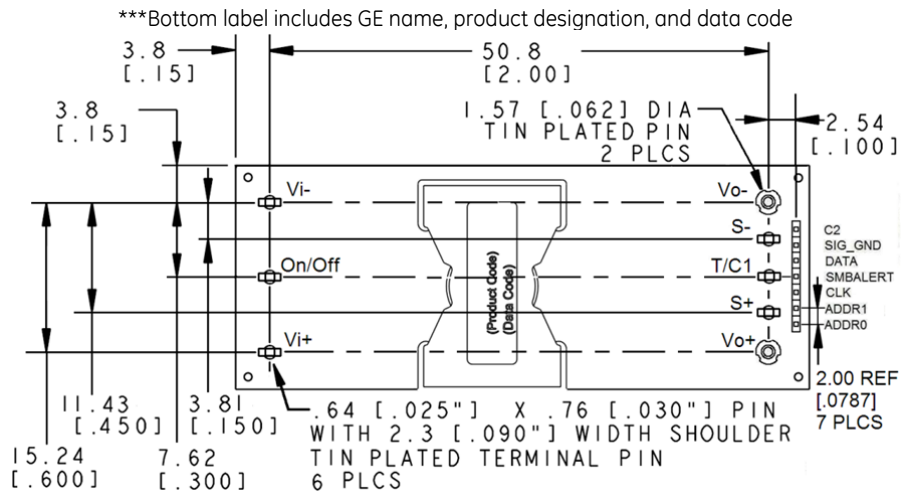 ***Bottom label includes GE name, product designation, and data code
3.8
[.15]
50.8
[2.00]
3.8
[.15]
1.57 [.062] DIA
TIN PLATED PIN
2 PLCS
2.54
[.100]
Vi-
Vo-
S-
C2
SIG_GND
On/Off
T/C1
DATA
SMBALERT
CLK
(Product Code)
(Data Code)
S+
ADDR1
ADDR0
Vi+
Vo+
2.00 REF
[.0787]
7 PLCS
11.43
[.450]
3.81
[.150]
.64 [.025"] X .76 [.030"] PIN
WITH 2.3 [.090"] WIDTH SHOULDER
TIN PLATED TERMINAL PIN
6 PLCS
15.24
[.600]
7.62
[.300]